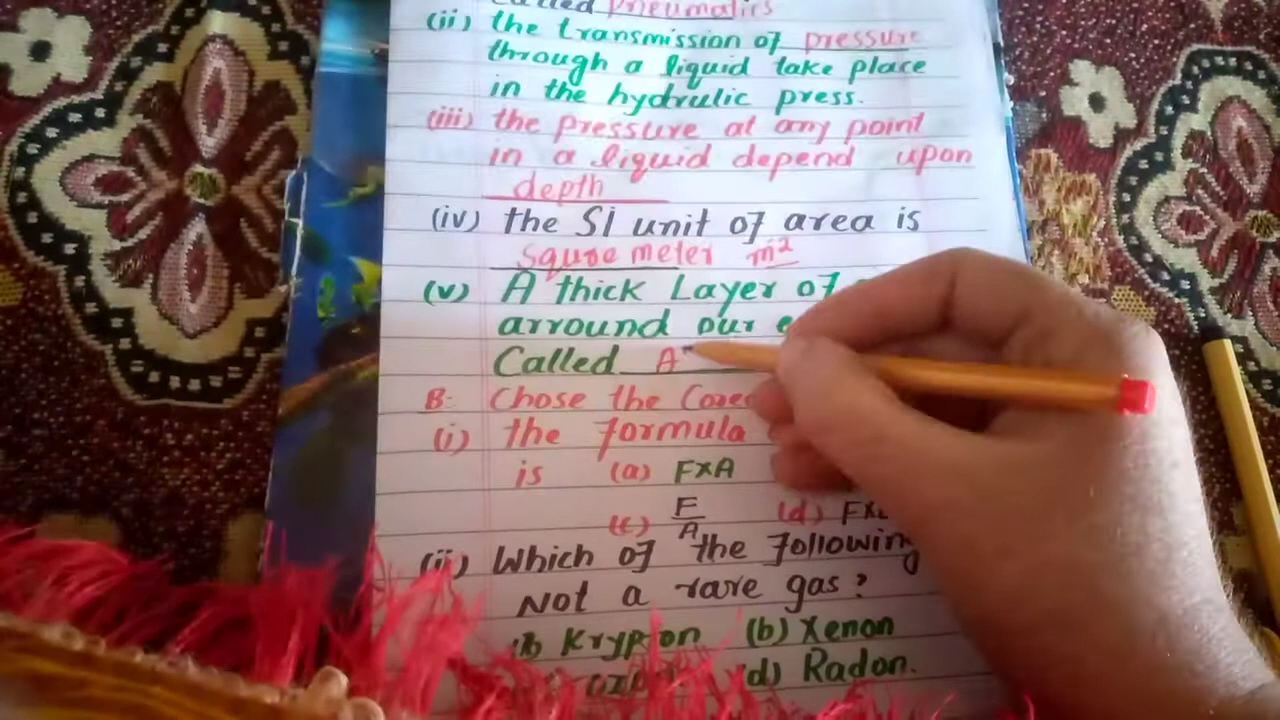 called Pneumatics
(ii) the transmission of pressure
through a liquid take place
in the hydrulic press.
(iii) the pressure at any point
in a liquid depend upon
depth
(iv) the SI unit of area is
squre meter m²
(v) A thick Layer of
arround our
Called A
B:- Chose the
(i) the formula
is (a) F×A
(c) F/A (d)
(ii) Which of the following
Not a rare gas?
Krypton (b) Xenon
(d) Radon.